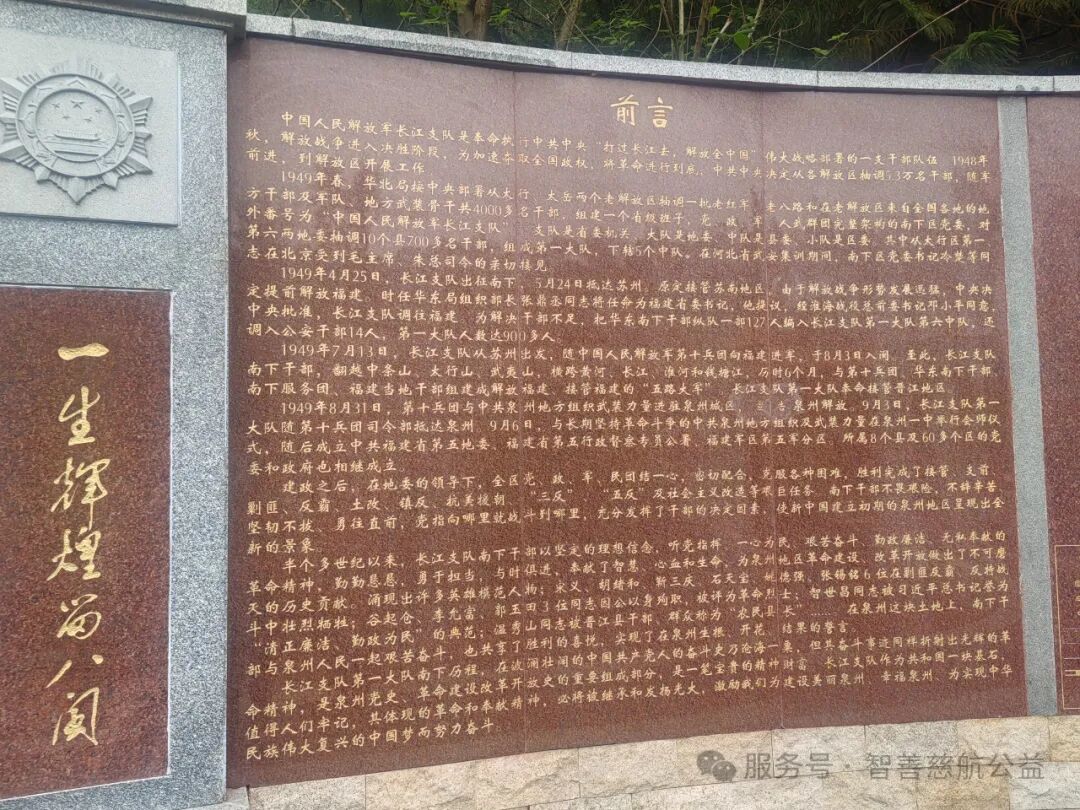 前言
中国人民解放军长江支队是奉命执行中共中央“打过长江去,解放全中国”伟大战略部署的一支干部队伍 1948年
秋,解放战争进入决胜阶段,为加速夺取全国政权,将革命进行到底,中共中央决定从各解放区抽调5.3万名干部,随军
前进,到解放区开展工作
1949年春,华北局按中央部署从太行 太岳两个老解放区抽调一批老红军 老八路和在老解放区来自全国各地的地
方干部及军队、地方武装骨干共4000多名干部,组建一个省级班子,党、政、军、人武群团完整架构的南下区党委,对
外番号为“中国人民解放军长江支队” 支队是省委机关、大队是地委 中队是县委、小队是区委 其中从太行区第一
第六两地委抽调10个县700多名干部,组成第一大队,下辖5个中队。在河北省武安集训期间,南下区党委书记冷楚等同
志在北京受到毛主席、朱总司令的亲切接见
1949年4月25日,长江支队出征南下 5月24日抵达苏州 原定接管苏南地区 由于解放战争形势发展迅猛,中央决
定提前解放福建。时任华东局组织部长张鼎丞同志将任命为福建省委书记,他提议,经淮海战役总前委书记邓小平同意,
中央批准,长江支队调往福建 为解决干部不足,把华东南下干部纵队一部127人编入长江支队第一大队第六中队,还
调入公安干部14人,第一大队人数达900多人。
1949年7月13日,长江支队从苏州出发,随中国人民解放军第十兵团向福建进军、于8月3日入闽。至此,长江支队
南下干部,翻越中条山、太行山、武夷山,横跨黄河、长江、淮河和钱塘江,历时6个月,与第十兵团、华东南下干部、
南下服务团、福建当地干部组建成解放福建、接管福建的“五路大军” 长江支队第一大队奉命接管晋江地区
1949年8月31日,第十兵团与中共泉州地方组织武装力量进驻泉州城区 宣告泉州解放。9月3日,长江支队第一
大队随第十兵团司令部抵达泉州 9月6日,与长期坚持革命斗争的中共泉州地方组织及武装力量在泉州一中举行会师仪
式,随后成立中共福建省第五地委、福建省第五行政督察专员公署、福建军区第五军分区 所属8个县及60多个区的党
委和政府也相继成立。
建政之后,在地委的领导下,全区党、政、军、民团结一心,密切配合,克服各种困难,胜利完成了接管、支前、
剿匪、反霸、土改、镇反、抗美援朝、“三反”、“五反”及社会主义改造等艰巨任务 南下干部不畏艰险,不辞辛苦
坚韧不拔 勇往直前,党指向哪里就战斗到哪里,充分发挥了干部的决定因素,使新中国建立初期的泉州地区呈现出全
新的景象。
半个多世纪以来,长江支队南下干部以坚定的理想信念,听党指挥 一心为民 艰苦奋斗 勤政廉洁、无私奉献的
革命精神,勤勤恳恳,勇于担当,与时俱进,奉献了智慧、心血和生命,为泉州地区革命建设、改革开放做出了不可磨
天的历史贡献。涌现出许多英雄模范人物:宋义、胡绪和、靳三庆、石天宝、姚德强、张锡铭6位在剿匪反霸、反特战
斗中壮烈牺牲;谷起仓、李允富、郭玉田3位同志因公以身殉职,被评为革命烈士、智世昌同志被习近平总书记誉为
“清正廉洁、勤政为民”的典范;温秀山同志被晋江县干部、群众称为“农民县长”……在泉州这块土地上,南下干
部与泉州人民一起艰苦奋斗、也共享了胜利的喜悦,实现了在泉州生根、开花、结果的誓言
长江支队第一大队南下历程,在波澜壮阔的中国共产党人的奋斗史乃沧海一粟,但其奋斗事迹同样折射出先辈的革
命精神,是泉州党史、革命建设改革开放史的重要组成部分,是一笔宝贵的精神财富 长江支队作为共和国一块基石,
值得人们牢记,其体现的革命和奉献精神,必将被继承和发扬光大,激励我们为建设美丽泉州、幸福泉州、为实现中华
民族伟大复兴的中国梦而努力奋斗。
一生辉煌留八闽
服务号·智善慈航公益